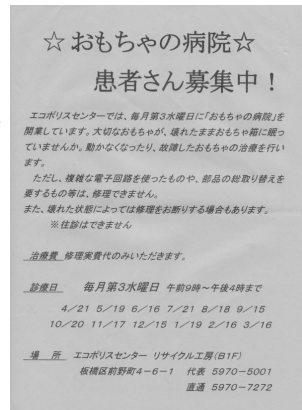 ☆おもちゃの病院☆
患者さん募集中！
エコポリスセンターでは、毎月第3水曜日に「おもちゃの病院」を
開業しています。大切なおもちゃが、壊れたままおもちゃ箱に眠
っていませんか。動かなくなったり、故障したおもちゃの治療を行い
ます。
ただし、複雑な電子回路を使ったものや、部品の総取り替えを
要するもの等は、修理できません。
また、壊れた状態によっては修理をお断りする場合もあります。
※往診はできません
治療費 修理実費代のみいただきます。
診療日 毎月第3水曜日 午前9時～午後4時まで
4/21 5/19 6/16 7/21 8/18 9/15
10/20 11/17 12/15 1/19 2/16 3/16
場 所 エコポリスセンター リサイクル工房(B1F)
板橋区前野町4-6-1 代表 5970-5001
直通 5970-7272